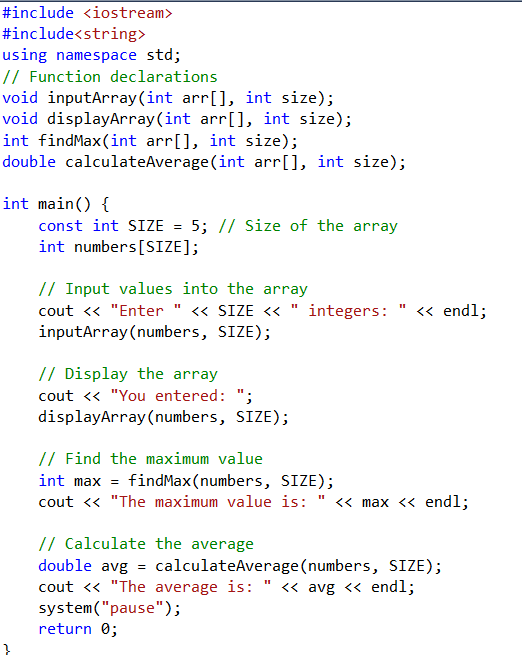 #include <iostream>
#include<string>
using namespace std;
// Function declarations
void inputArray(int arr[], int size);
void displayArray(int arr[], int size);
int findMax(int arr[], int size);
double calculateAverage(int arr[], int size);

int main() {
    const int SIZE = 5; // Size of the array
    int numbers[SIZE];

    // Input values into the array
    cout << "Enter " << SIZE << " integers: " << endl;
    inputArray(numbers, SIZE);

    // Display the array
    cout << "You entered: ";
    displayArray(numbers, SIZE);

    // Find the maximum value
    int max = findMax(numbers, SIZE);
    cout << "The maximum value is: " << max << endl;

    // Calculate the average
    double avg = calculateAverage(numbers, SIZE);
    cout << "The average is: " << avg << endl;
    system("pause");
    return 0;
}